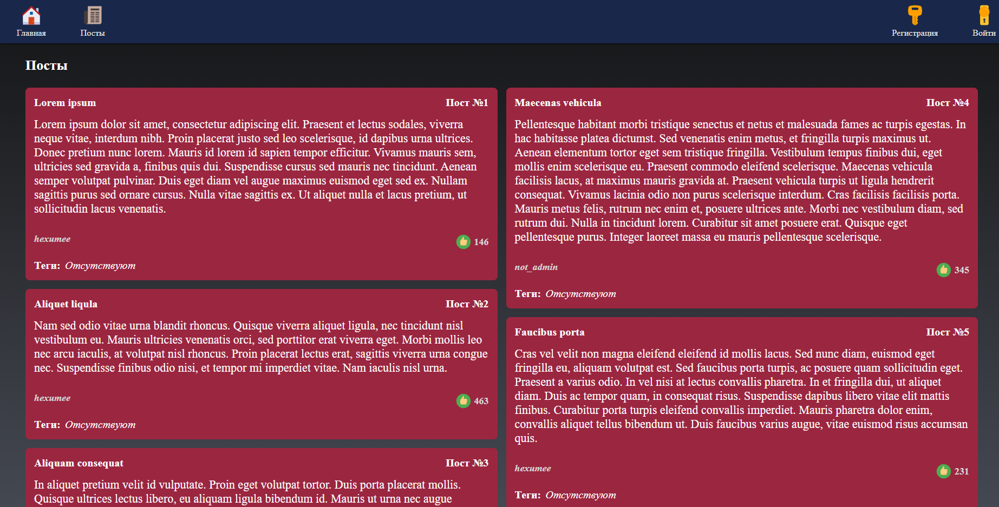 Главная
Посты
Регистрация
Войти
Посты
Lorem ipsum
Пост №1
Lorem ipsum dolor sit amet, consectetur adipiscing elit. Praesent et lectus sodales, viverra
neque vitae, interdum nibh. Proin placerat justo sed leo scelerisque, id dapibus urna ultrices.
Donec pretium nunc lorem. Mauris id lorem id sapien tempor efficitur. Vivamus mauris sem,
ultricies sed gravida a, finibus quis dui. Suspendisse cursus sed mauris nec tincidunt. Aenean
semper volutpat pulvinar. Duis eget diam vel augue maximus euismod eget sed ex. Nullam
sagittis purus sed ornare cursus. Nulla vitae sagittis ex. Ut aliquet nulla et lacus pretium, ut
sollicitudin lacus venenatis.
hexumee
146
Теги: Отсутствуют
Aliquet liqula
Пост №2
Nam sed odio vitae urna blandit rhoncus. Quisque viverra aliquet ligula, nec tincidunt nisl
vestibulum eu. Mauris ultricies venenatis orci, sed porttitor erat viverra eget. Morbi mollis leo
nec arcu iaculis, at volutpat nisl rhoncus. Proin placerat lectus erat, sagittis viverra urna congue
nec. Suspendisse finibus odio nisi, et tempor mi imperdiet vitae. Nam iaculis nisl urna.
hexumee
463
Теги: Отсутствуют
Aliquam consequat
Пост №3
In aliquet pretium velit id vulputate. Proin eget volutpat tortor. Duis porta placerat mollis.
Quisque ultrices lectus libero, eu aliquam ligula bibendum id. Mauris ut urna nec augue
Maecenas vehicula
Пост №4
Pellentesque habitant morbi tristique senectus et netus et malesuada fames ac turpis egestas. In
hac habitasse platea dictumst. Sed venenatis enim metus, et fringilla turpis maximus ut.
Aenean elementum tortor eget sem tristique fringilla. Vestibulum tempus finibus dui, eget
mollis enim scelerisque eu. Praesent commodo eleifend scelerisque. Maecenas vehicula
facilisis lacus, at maximus mauris gravida at. Praesent vehicula turpis ut ligula hendrerit
consequat. Vivamus lacinia odio non purus scelerisque interdum. Cras facilisis facilisis porta.
Mauris metus felis, rutrum nec enim et, posuere ultrices ante. Morbi nec vestibulum diam, sed
rutrum dui. Nulla in tincidunt lorem. Curabitur sit amet posuere erat. Quisque eget
pellentesque purus. Integer laoreet massa eu mauris pellentesque scelerisque.
not_admin
345
Теги: Отсутствуют
Faucibus porta
Пост №5
Cras vel velit non magna eleifend eleifend id mollis lacus. Sed nunc diam, euismod eget
fringilla eu, aliquam volutpat est. Sed faucibus porta turpis, ac posuere quam sollicitudin eget.
Praesent a varius odio. In vel nisi at lectus convallis pharetra. In et fringilla dui, ut aliquet
diam. Duis ac tempor quam, in consequat risus. Suspendisse dapibus libero vitae elit mattis
finibus. Curabitur porta turpis eleifend convallis imperdiet. Mauris pharetra dolor enim,
convallis aliquet tellus bibendum ut. Duis faucibus varius augue, vitae euismod risus accumsan
quis.
hexumee
231
Теги: Отсутствуют